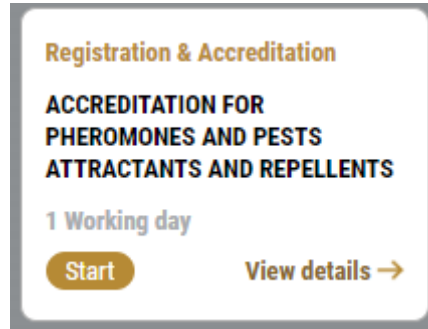 Registration & Accreditation
ACCREDITATION FOR
PHEROMONES AND PESTS
ATTRACTANTS AND REPELLENTS
1 Working day
Start
View details →